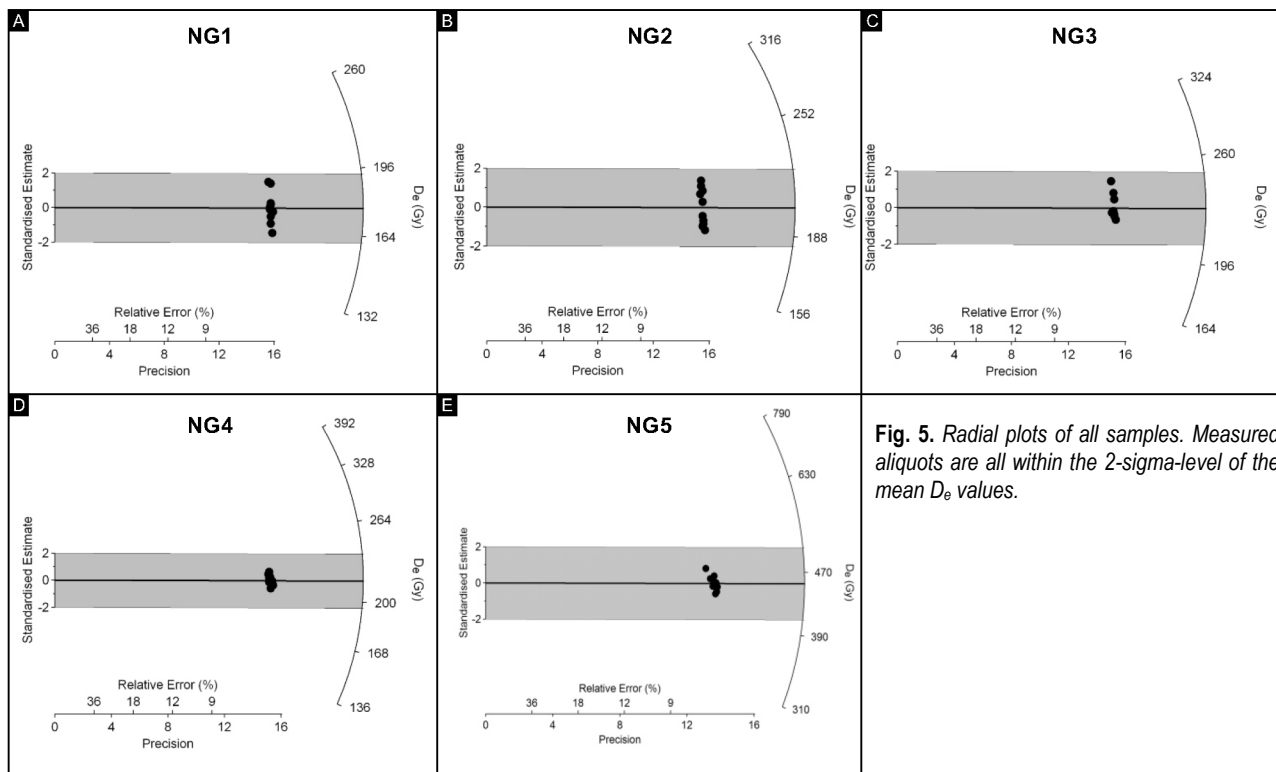 A
NG1
260
196
164
132
De (Gy)
2
0
-2
Standardised Estimate
Relative Error (%)
36 18 12 9
0 4 8 12 16
Precision
B
NG2
316
252
188
156
De (Gy)
2
0
-2
Standardised Estimate
Relative Error (%)
36 18 12 9
0 4 8 12 16
Precision
C
NG3
324
260
196
164
De (Gy)
2
0
-2
Standardised Estimate
Relative Error (%)
36 18 12 9
0 4 8 12 16
Precision
D
NG4
392
328
264
200
168
136
De (Gy)
2
0
-2
Standardised Estimate
Relative Error (%)
36 18 12 9
0 4 8 12 16
Precision
E
NG5
790
630
470
390
310
De (Gy)
2
0
-2
Standardised Estimate
Relative Error (%)
36 18 12 9
0 4 8 12 16
Precision
Fig. 5. Radial plots of all samples. Measured
aliquots are all within the 2-sigma-level of the
mean De values.